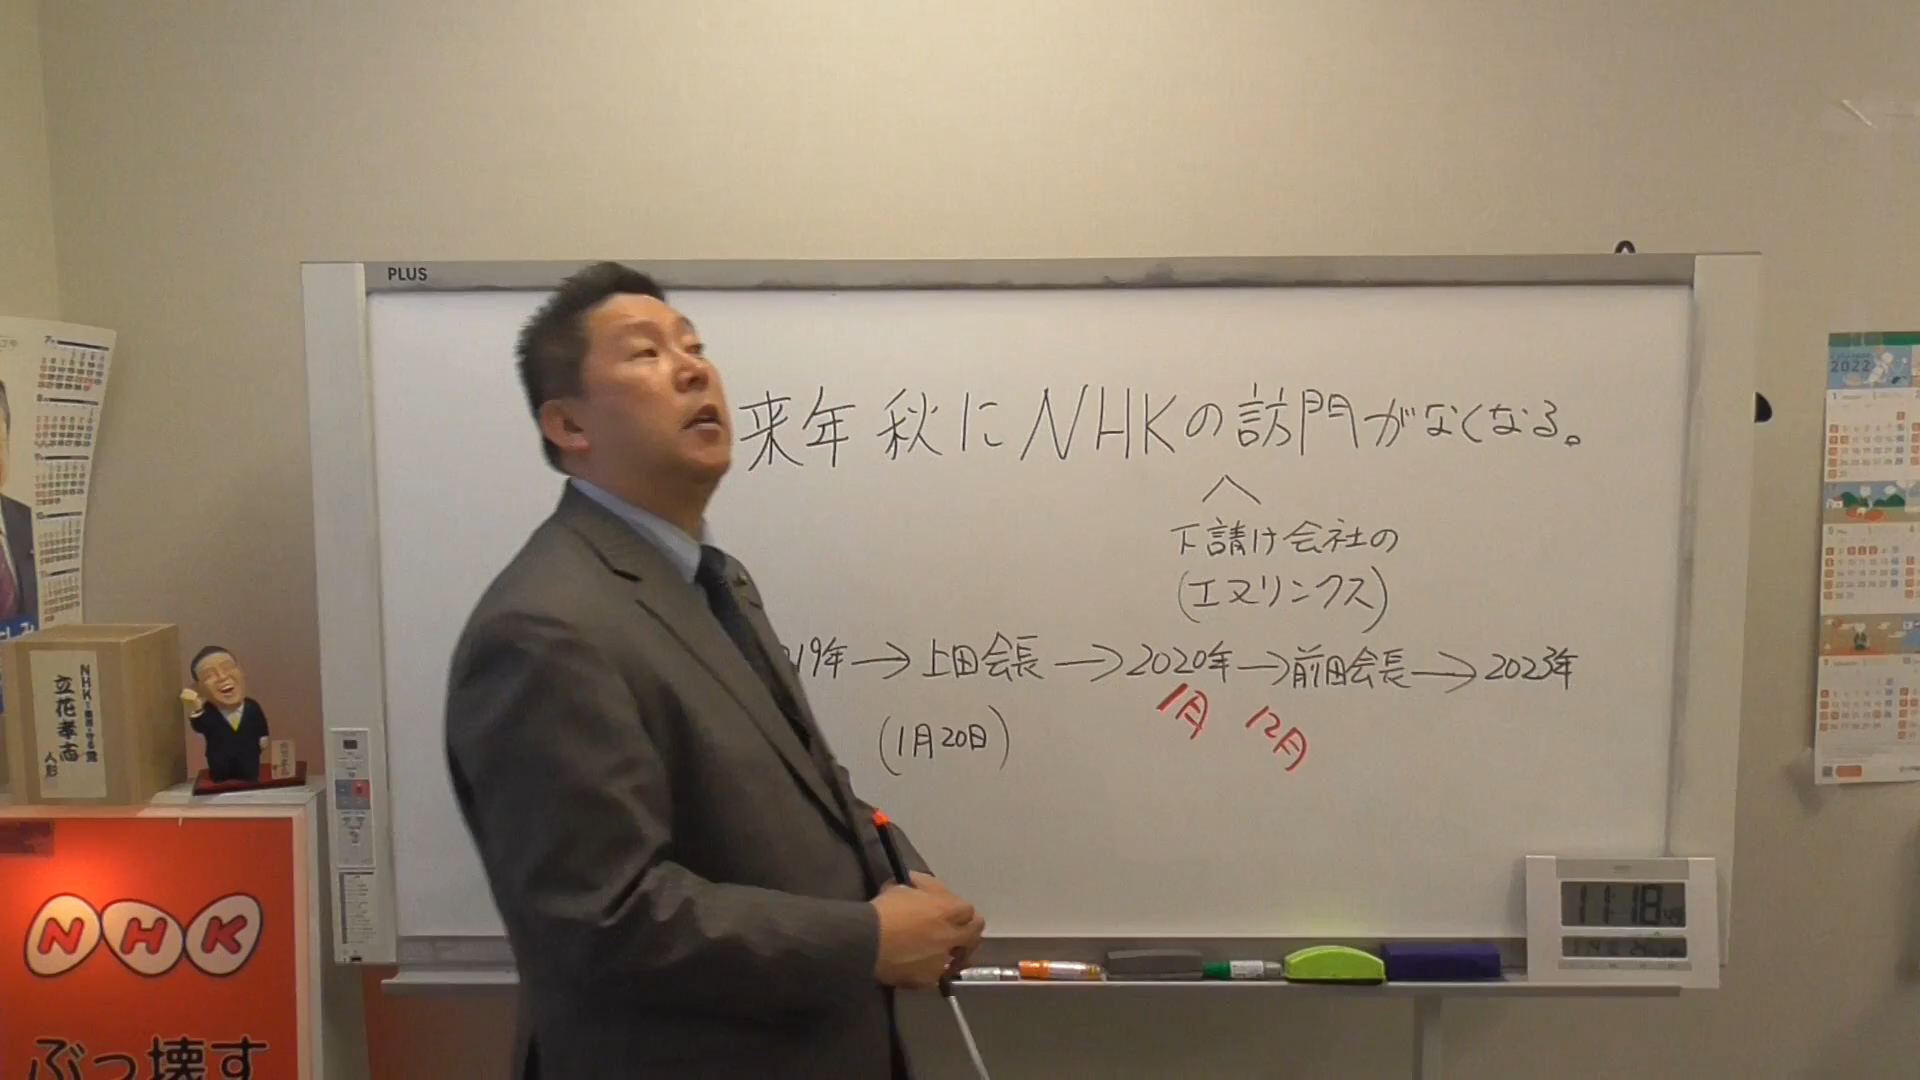 PLUS
来年 秋にNHKの訪問がなくなる。
下請け会社の
(エヌリンクス)
19年→上田会長→2020年→前田会長→2023年
1月 12月
(1月20日)
2022
立花孝志
人形
NHK
ぶっ壊す
11:18